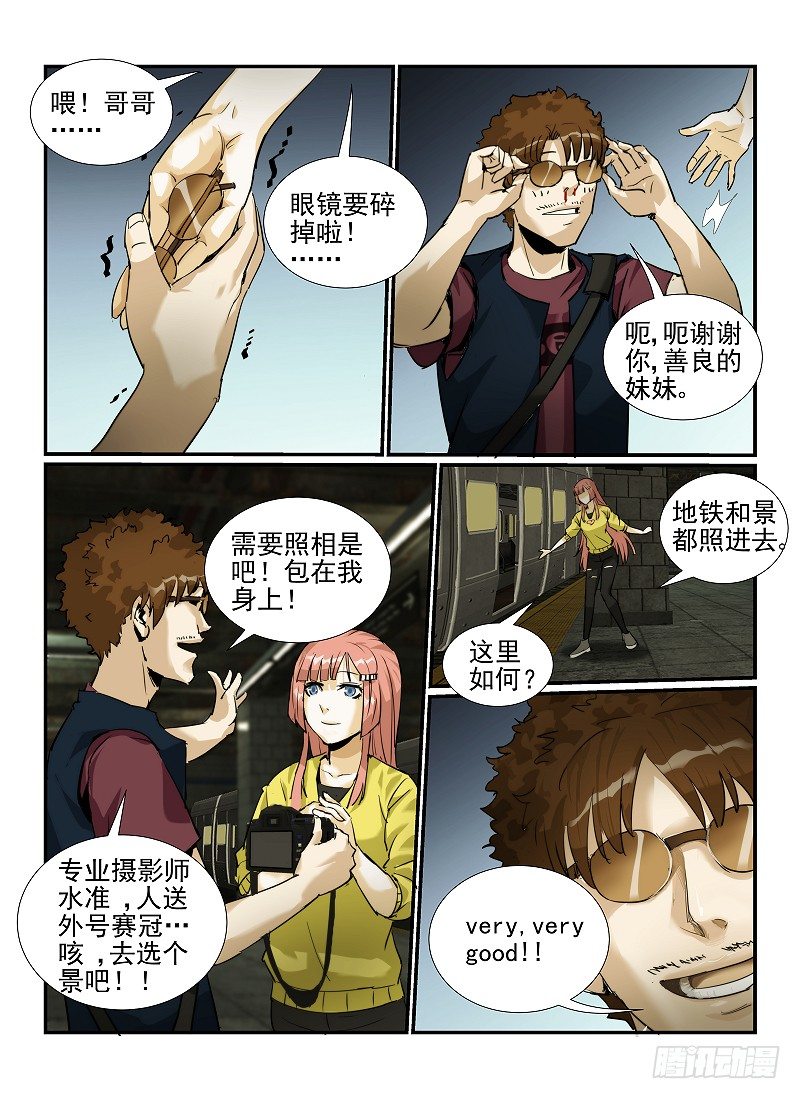 喂！哥哥
……
眼镜要碎
掉啦！
……
呃,呃谢谢
你,善良的
妹妹。
需要照相是
吧！包在我
身上！
专业摄影师
水准,人送
外号赛冠…
咳,去选个
景吧！！
地铁和景
都照进去。
这里
如何？
very,very
good!!
腾讯动漫